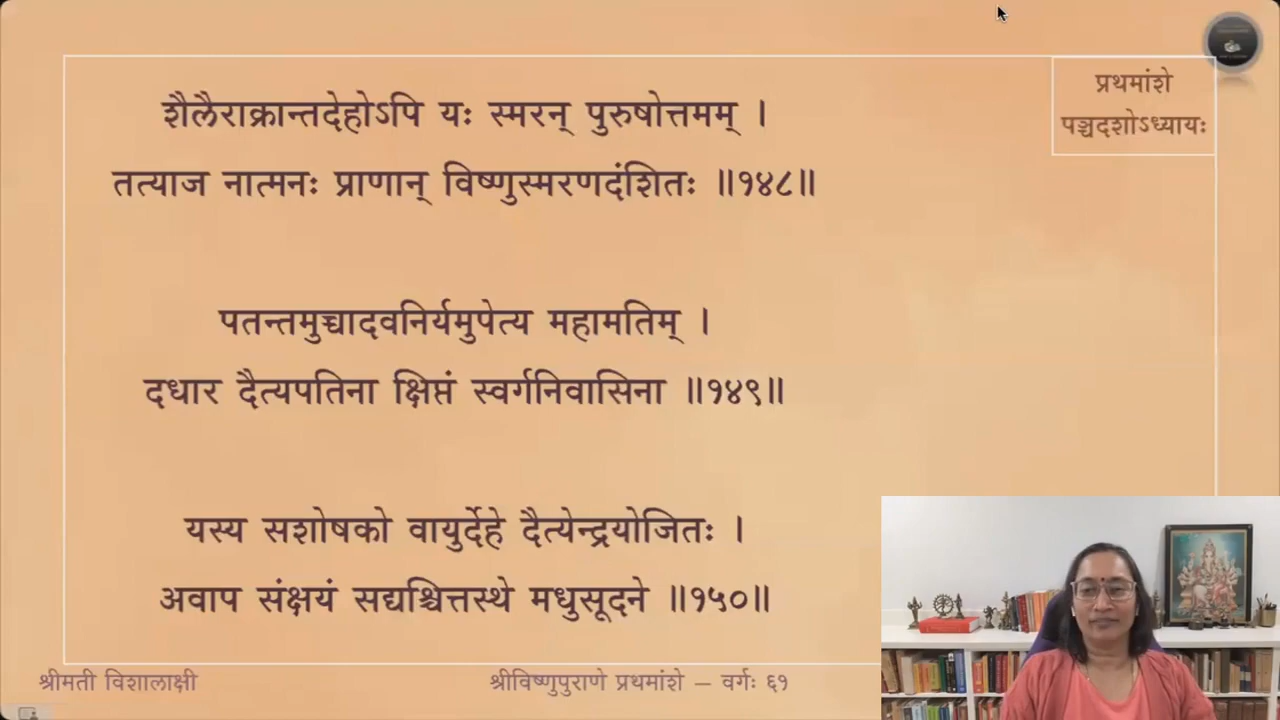 प्रथमांशे
पञ्चदशोऽध्यायः
शैलैराक्रान्तदेहोऽपि यः स्मरन् पुरुषोत्तमम् ।
तत्याज नात्मनः प्राणान् विष्णुस्मरणदंशितः ॥१४८॥
पतन्तमुच्चादवनिर्यमुपेत्य महामतिम् ।
दधार दैत्यपतिना क्षिप्तं स्वर्गनिवासिना ॥१४९॥
यस्य सशोषको वायुर्देहे दैत्येन्द्रयोजितः ।
अवाप संक्षयं सद्यश्चित्तस्थे मधुसूदने ॥१५०॥
श्रीमती विशालाक्षी
श्रीविष्णुपुराणे प्रथमांशे – वर्गः ६१